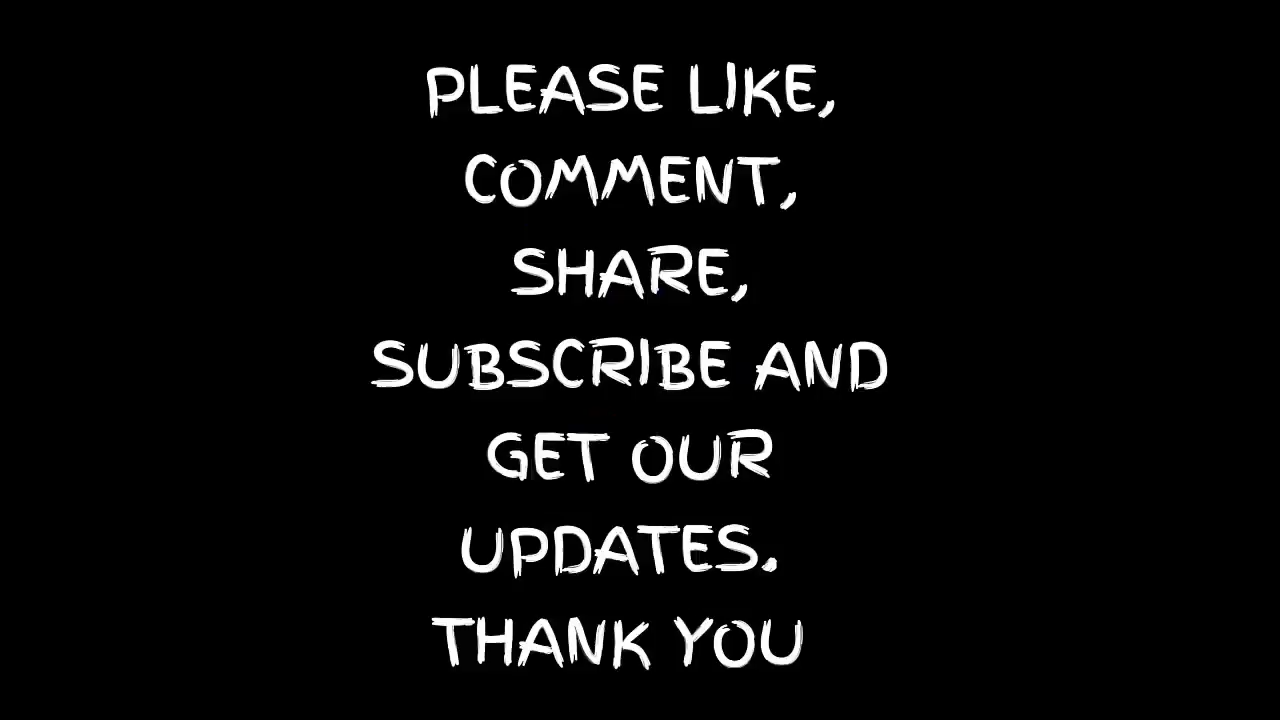 PLEASE LIKE,
COMMENT,
SHARE,
SUBSCRIBE AND
GET OUR
UPDATES.
THANK YOU